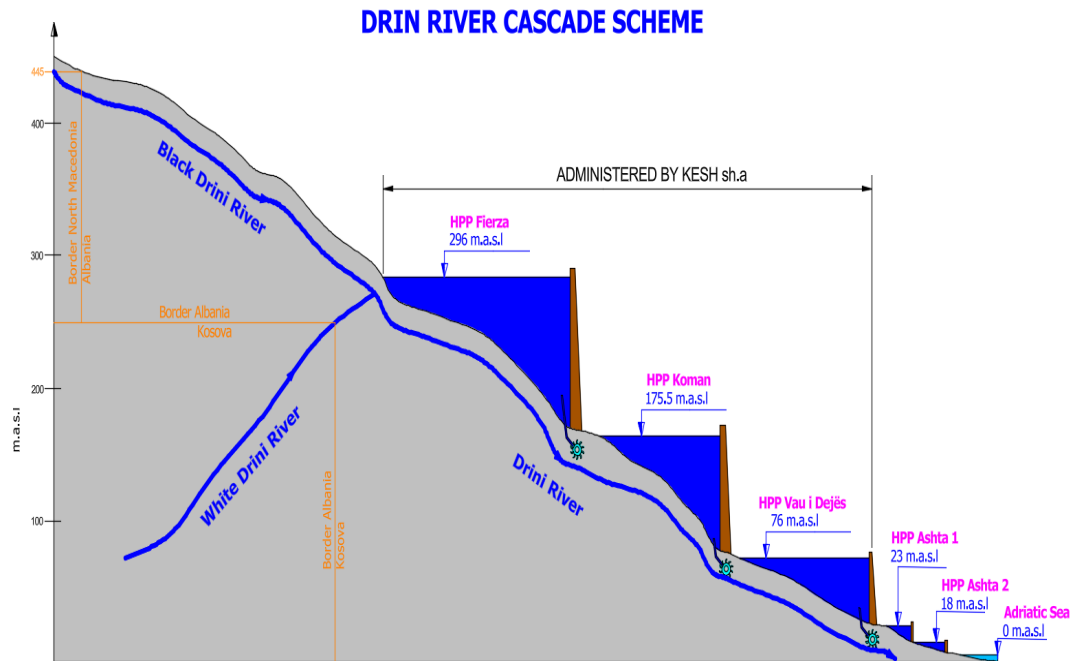 DRIN RIVER CASCADE SCHEME
445
400
300
200
100
m.a.s.l
Border North Macedonia
Albania
Black Drini River
ADMINISTERED BY KESH sh.a
HPP Fierza
296 m.a.s.l
Border Albania
Kosova
White Drini River
Border Albania
Kosova
Drini River
HPP Koman
175.5 m.a.s.l
HPP Vau i Dejës
76 m.a.s.l
HPP Ashta 1
23 m.a.s.l
HPP Ashta 2
18 m.a.s.l
Adriatic Sea
0 m.a.s.l